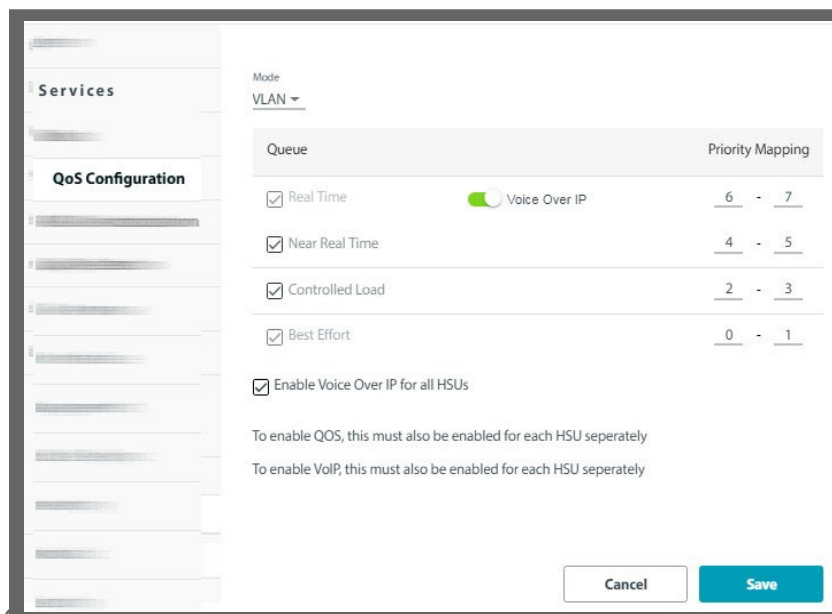 Services
QoS Configuration
Mode
VLAN
Queue Priority Mapping
Real Time Voice Over IP 6 - 7
Near Real Time 4 - 5
Controlled Load 2 - 3
Best Effort 0 - 1
Enable Voice Over IP for all HSUs
To enable QOS, this must also be enabled for each HSU seperately
To enable VoIP, this must also be enabled for each HSU seperately
Cancel Save